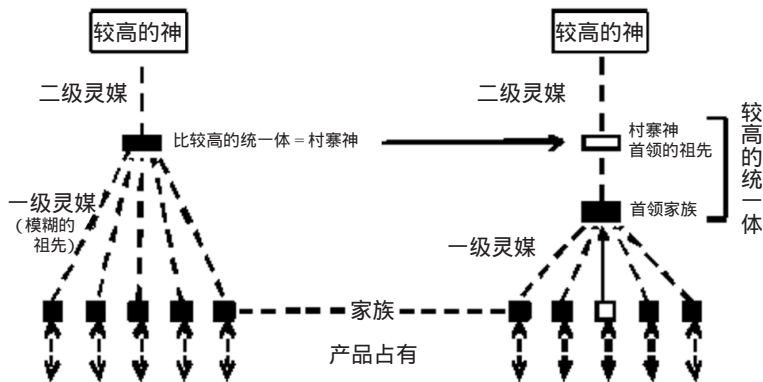 较高的神
较高的神
二级灵媒
二级灵媒
比较高的统一体=村寨神
村寨神
首领的祖先
较高的统一体
一级灵媒
(模糊的
祖先)
首领家族
一级灵媒
家族
产品占有